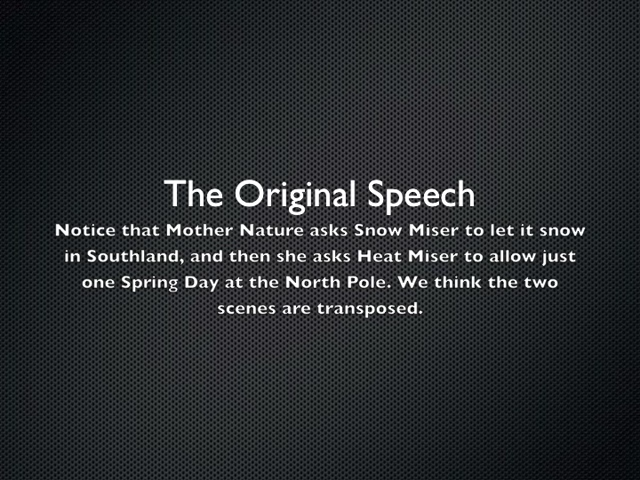 The Original Speech
Notice that Mother Nature asks Snow Miser to let it snow
in Southland, and then she asks Heat Miser to allow just
one Spring Day at the North Pole. We think the two
scenes are transposed.